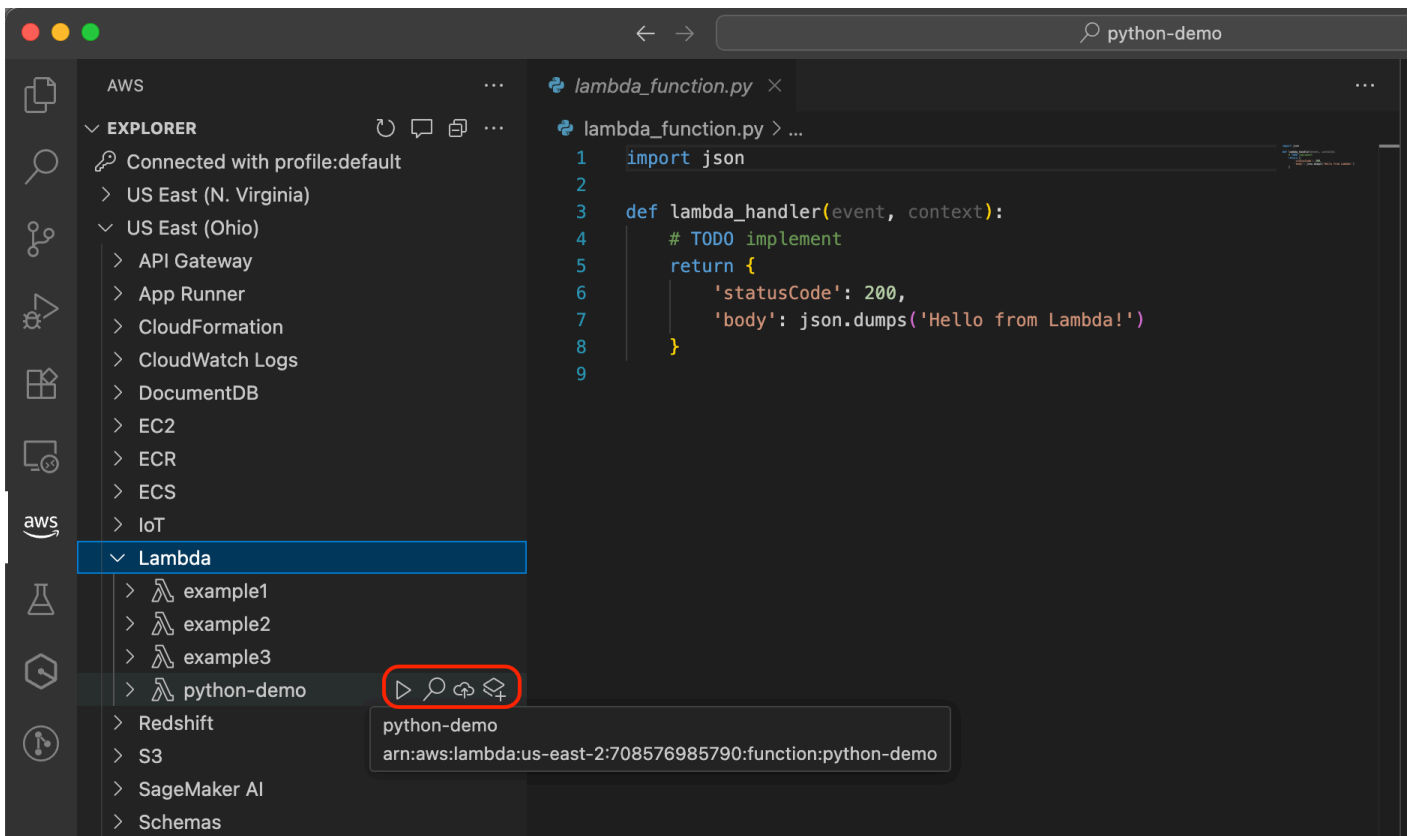 python-demo
AWS
EXPLORER
Connected with profile:default
US East (N. Virginia)
US East (Ohio)
API Gateway
App Runner
CloudFormation
CloudWatch Logs
DocumentDB
EC2
ECR
ECS
IoT
aws
Lambda
example1
example2
example3
python-demo
Redshift
S3
SageMaker AI
Schemas
python-demo
arn:aws:lambda:us-east-2:708576985790:function:python-demo
lambda_function.py
lambda_function.py > ...
1 import json
2
3 def lambda_handler(event, context):
4     # TODO implement
5     return {
6         'statusCode': 200,
7         'body': json.dumps('Hello from Lambda!')
8     }
9